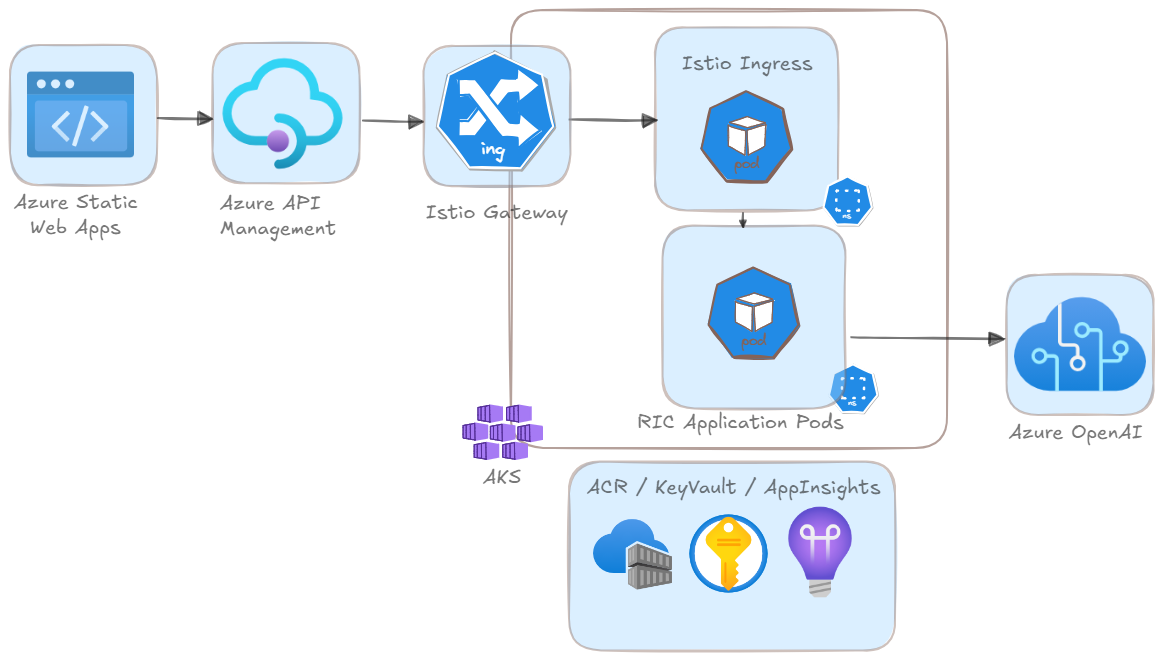 Azure Static
Web Apps
</>
Azure API
Management
ing
Istio Gateway
Istio Ingress
pod
ns
pod
ns
RIC Application Pods
Azure OpenAI
AKS
ACR / KeyVault / AppInsights